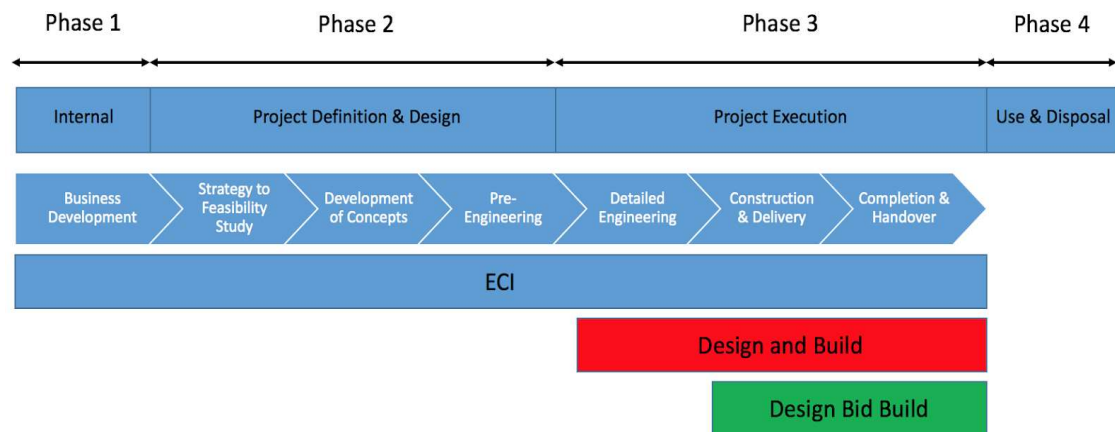 Phase 1 Phase 2 Phase 3 Phase 4
Internal Project Definition & Design Project Execution Use & Disposal
Business
Development
Strategy to
Feasibility
Study
Development
of Concepts
Pre-
Engineering
Detailed
Engineering
Construction
& Delivery
Completion &
Handover
ECI
Design and Build
Design Bid Build